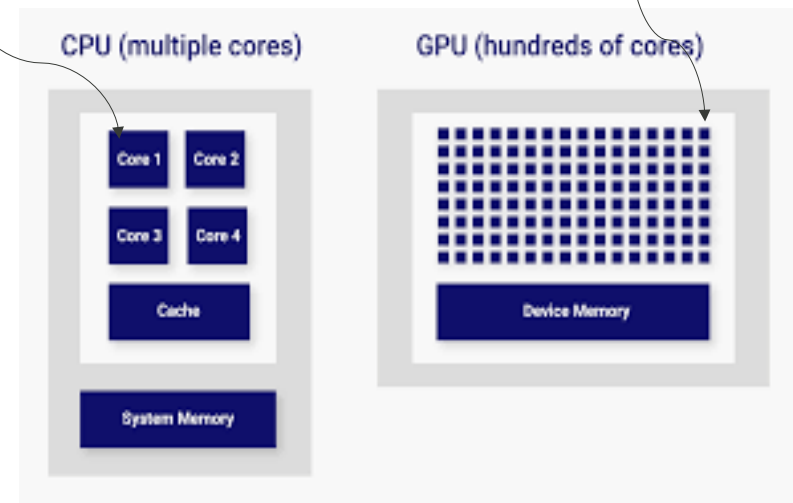 CPU (multiple cores)
GPU (hundreds of cores)
Core 1
Core 2
Core 3
Core 4
Cache
System Memory
Device Memory